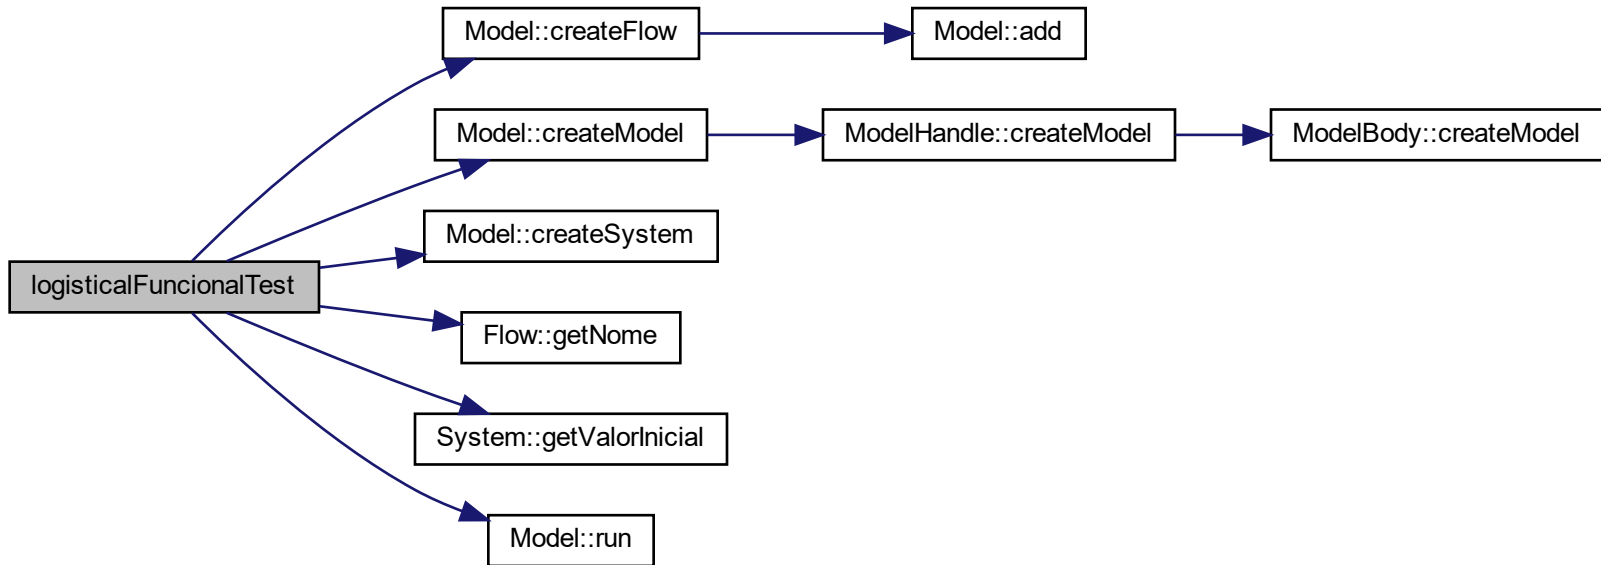 Model::createFlow
Model::add
Model::createModel
ModelHandle::createModel
ModelBody::createModel
Model::createSystem
logisticalFuncionalTest
Flow::getNome
System::getValorInicial
Model::run